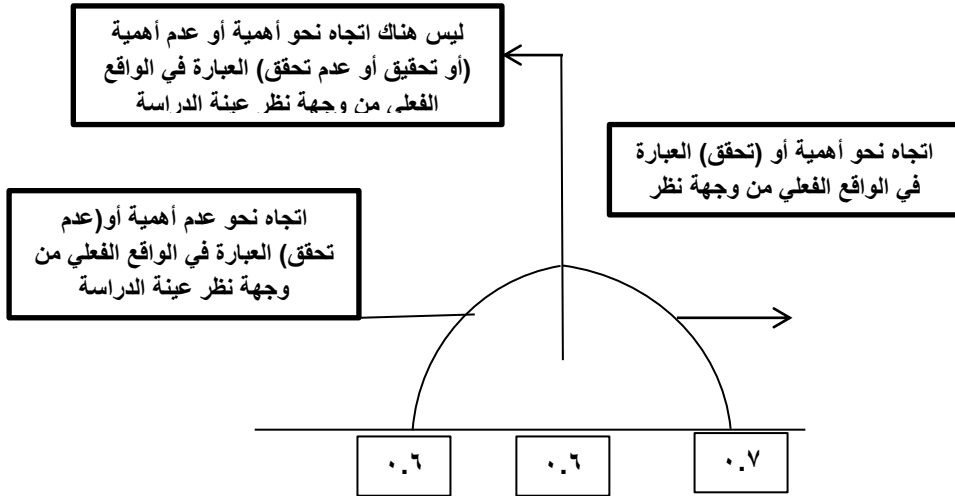 ليس هناك اتجاه نحو أهمية أو عدم أهمية
(أو تحقيق أو عدم تحقق) العبارة في الواقع
الفعلي من وجهة نظر عينة الدراسة
اتجاه نحو أهمية أو (تحقق) العبارة
في الواقع الفعلي من وجهة نظر
اتجاه نحو عدم أهمية أو(عدم
تحقق) العبارة في الواقع الفعلي من
وجهة نظر عينة الدراسة
٠.٦
٠.٦
٠.٧